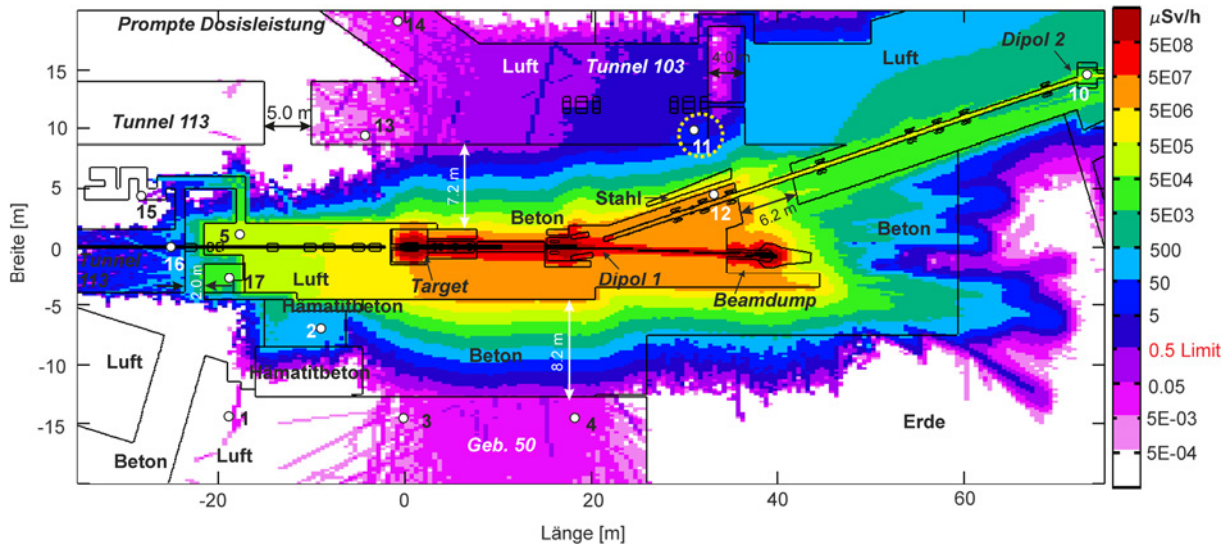 Prompte Dosisleistung
14
Luft
Tunnel 103
4.0 m
Dipol 2
10
Tunnel 113
5.0 m
13
11
7.2 m
15
5
Stahl
12
6.2 m
Beton
Beton
16
Tunnel
113
2.0 m
17
Luft
Target
Dipol 1
Beamdump
Hämatitbeton
2
Luft
Hämatitbeton
Beton
8.2 m
1
3
4
Geb. 50
Erde
Beton
Luft
15
10
5
0
-5
-10
-15
Breite [m]
-20
0
20
40
60
Länge [m]
μSv/h
5E08
5E07
5E06
5E05
5E04
5E03
500
50
5
0.5 Limit
0.05
5E-03
5E-04